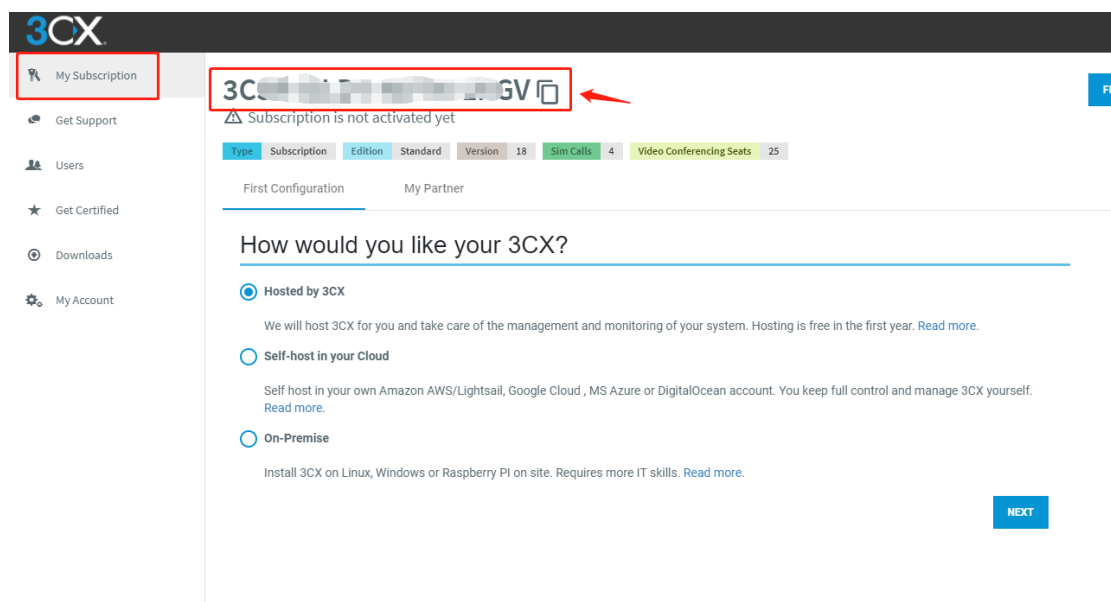 3CX
My Subscription
Get Support
Users
Get Certified
Downloads
My Account
Subscription is not activated yet
Type Subscription Edition Standard Version 18 Sim Calls 4 Video Conferencing Seats 25
First Configuration My Partner
How would you like your 3CX?
Hosted by 3CX
We will host 3CX for you and take care of the management and monitoring of your system. Hosting is free in the first year. Read more.
Self-host in your Cloud
Self host in your own Amazon AWS/Lightsail, Google Cloud , MS Azure or DigitalOcean account. You keep full control and manage 3CX yourself.
Read more.
On-Premise
Install 3CX on Linux, Windows or Raspberry PI on site. Requires more IT skills. Read more.
NEXT